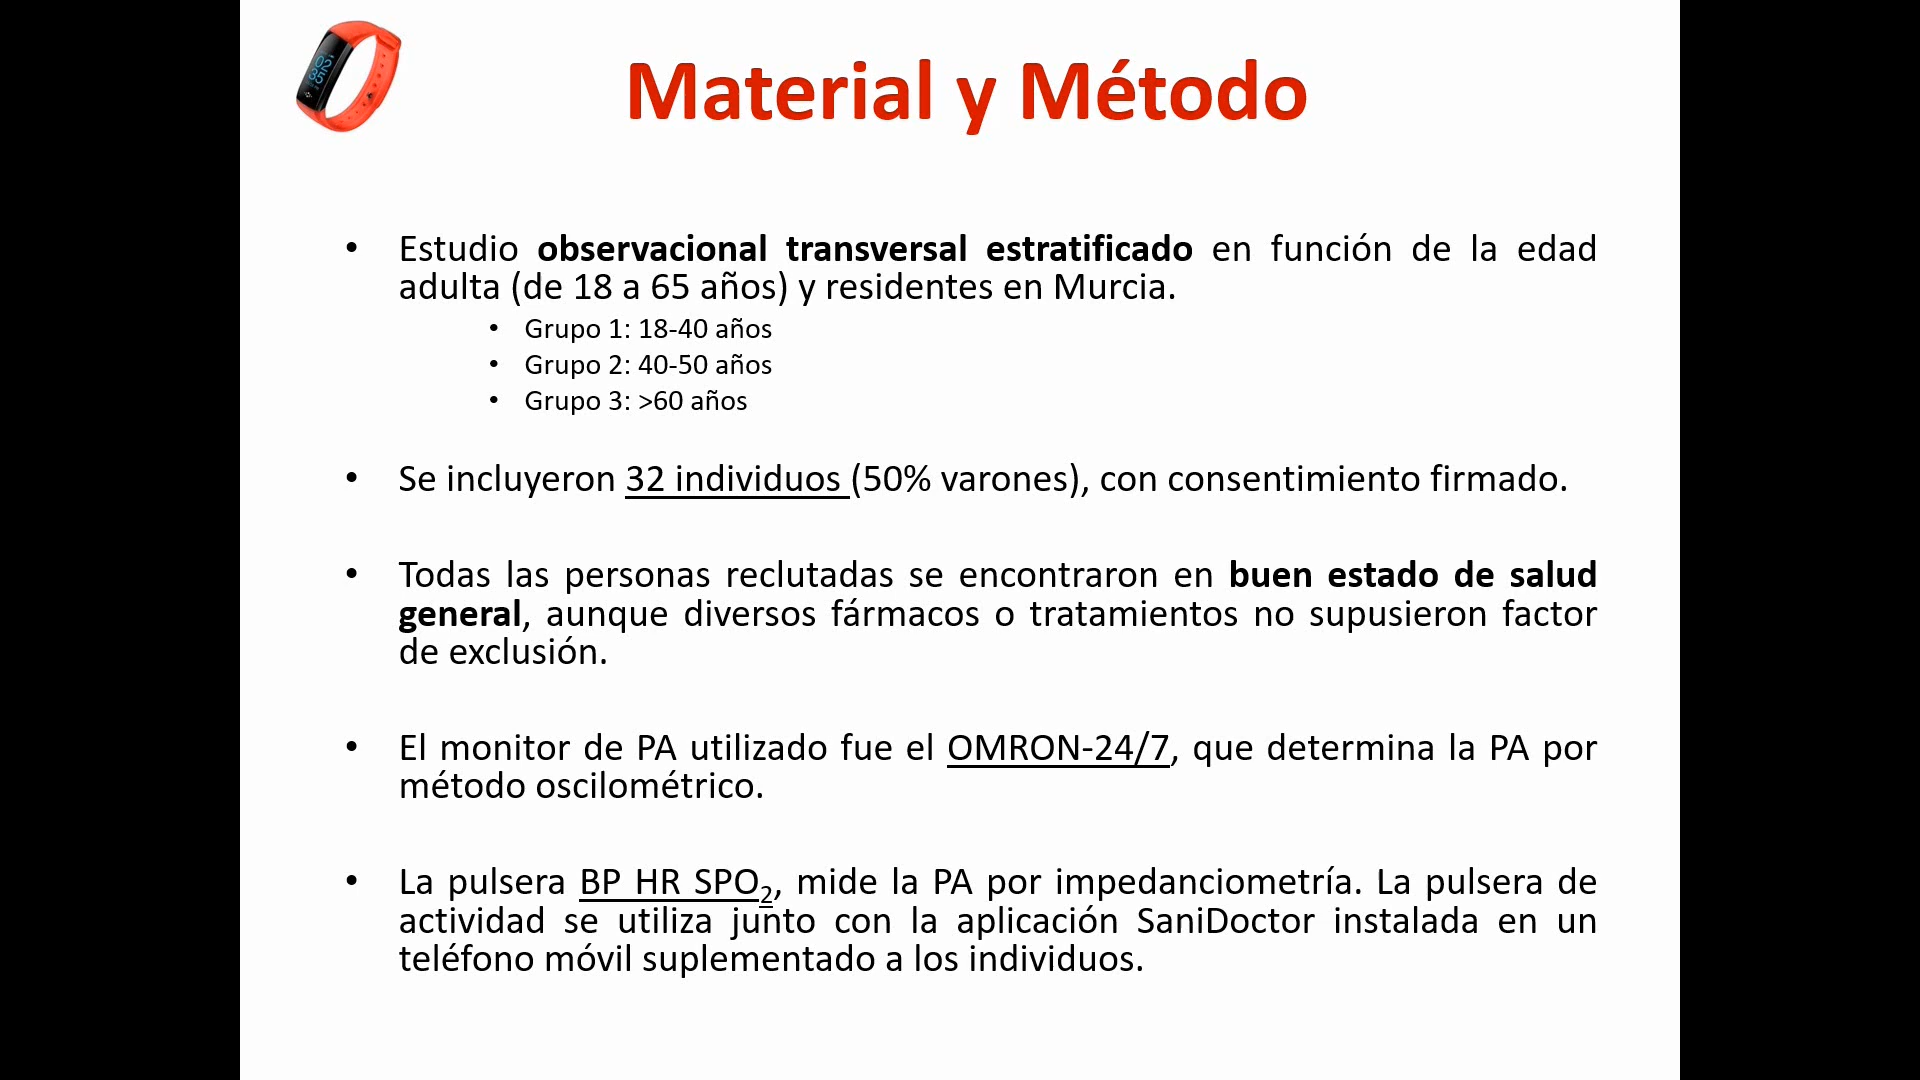 Material y Método
• Estudio observacional transversal estratificado en función de la edad
adulta (de 18 a 65 años) y residentes en Murcia.
• Grupo 1: 18-40 años
• Grupo 2: 40-50 años
• Grupo 3: >60 años
• Se incluyeron 32 individuos (50% varones), con consentimiento firmado.
• Todas las personas reclutadas se encontraron en buen estado de salud
general, aunque diversos fármacos o tratamientos no supusieron factor
de exclusión.
• El monitor de PA utilizado fue el OMRON-24/7, que determina la PA por
método oscilométrico.
• La pulsera BP HR SPO₂, mide la PA por impedanciometría. La pulsera de
actividad se utiliza junto con la aplicación SaniDoctor instalada en un
teléfono móvil suplementado a los individuos.